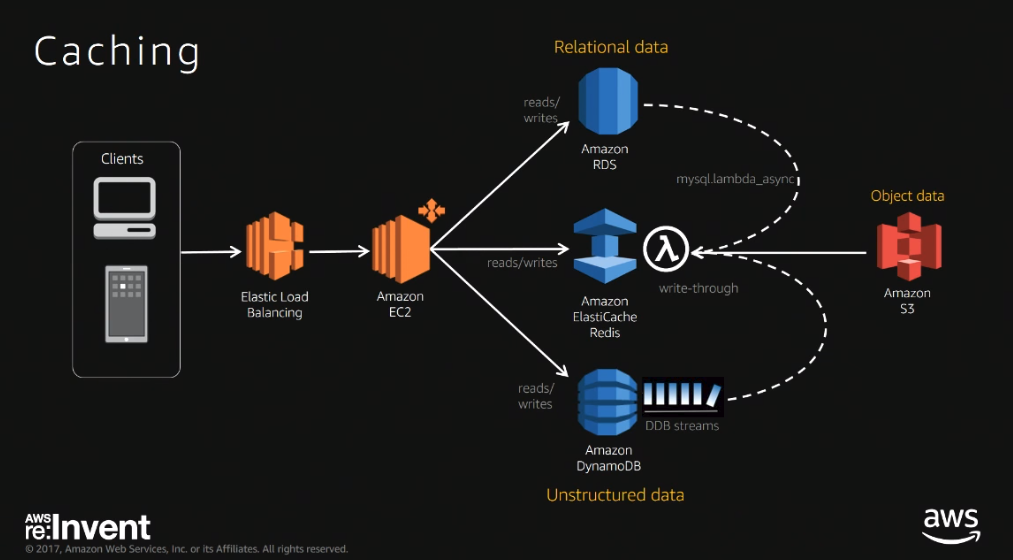 Caching
Relational data
reads/
writes
Amazon
RDS
Clients
mysql.lambda_async
Object data
λ
reads/writes
write-through
Elastic Load
Balancing
Amazon
EC2
Amazon
ElastiCache
Redis
Amazon
S3
reads/
writes
DDB streams
Amazon
DynamoDB
Unstructured data
AWS
re:Invent
aws
© 2017, Amazon Web Services, Inc. or its Affiliates. All rights reserved.